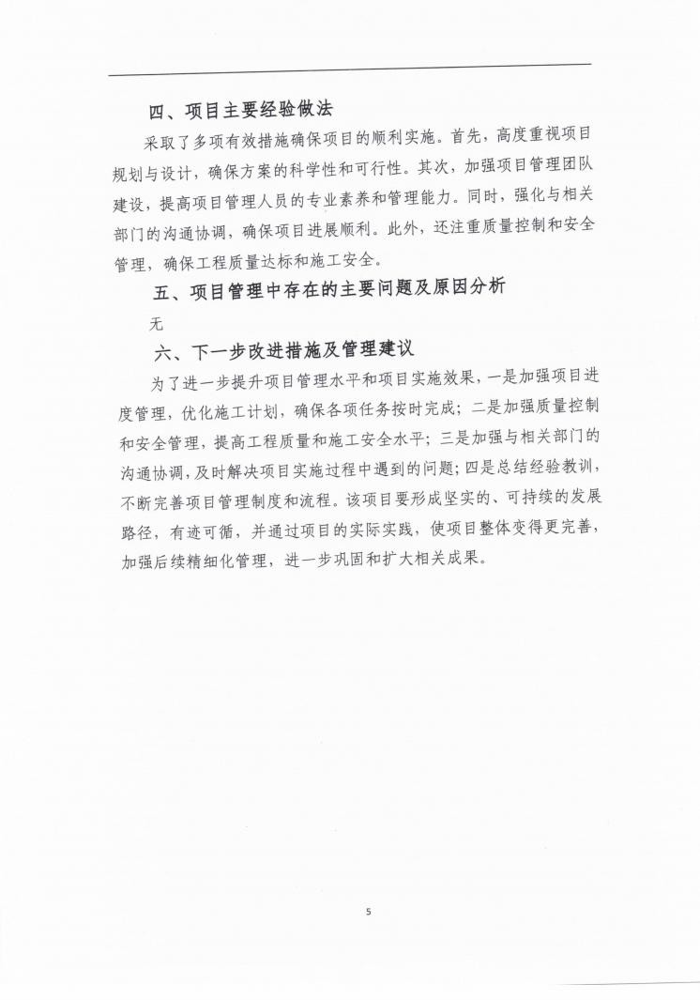 四、项目主要经验做法
采取了多项有效措施确保项目的顺利实施。首先，高度重视项目
规划与设计，确保方案的科学性和可行性。其次，加强项目管理团队
建设，提高项目管理人员的专业素养和管理能力。同时，强化与相关
部门的沟通协调，确保项目进展顺利。此外，还注重质量控制和安全
管理，确保工程质量达标和施工安全。
五、项目管理中存在的主要问题及原因分析
无
六、下一步改进措施及管理建议
为了进一步提升项目管理水平和项目实施效果，一是加强项目进
度管理，优化施工计划，确保各项任务按时完成；二是加强质量控制
和安全管理，提高工程质量和施工安全水平；三是加强与相关部门的
沟通协调，及时解决项目实施过程中遇到的问题；四是总结经验教训，
不断完善项目管理制度和流程。该项目要形成坚实的、可持续的发展
路径，有迹可循，并通过项目的实际实践，使项目整体变得更完善，
加强后续精细化管理，进一步巩固和扩大相关成果。
5